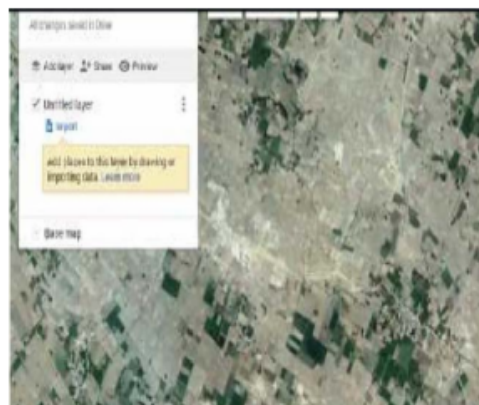 All changes saved in Drive
Add layer Share Preview
Untitled layer
Import
Add places to this layer by drawing or
importing data. Learn more
Base map